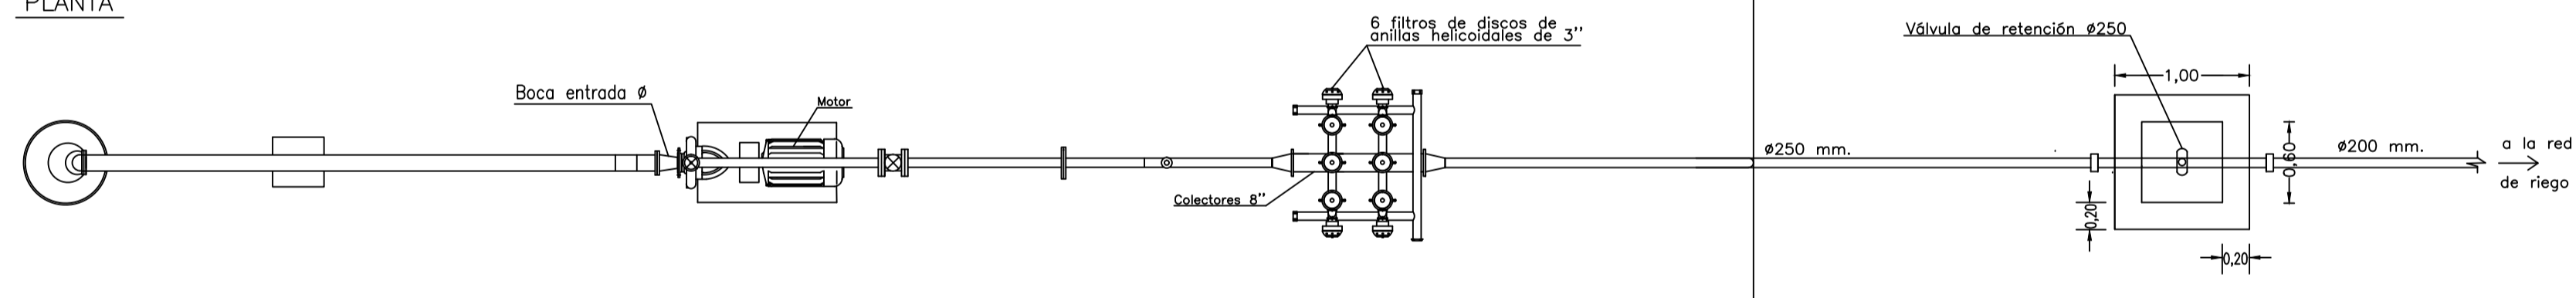 PLANTA
6 filtros de discos de
anillas helicoidales de 3''
Válvula de retención ø250
Boca entrada ø
Motor
1,00
ø250 mm.
0,60
ø200 mm.
a la red
de riego
Colectores 8''
0,20
0,20